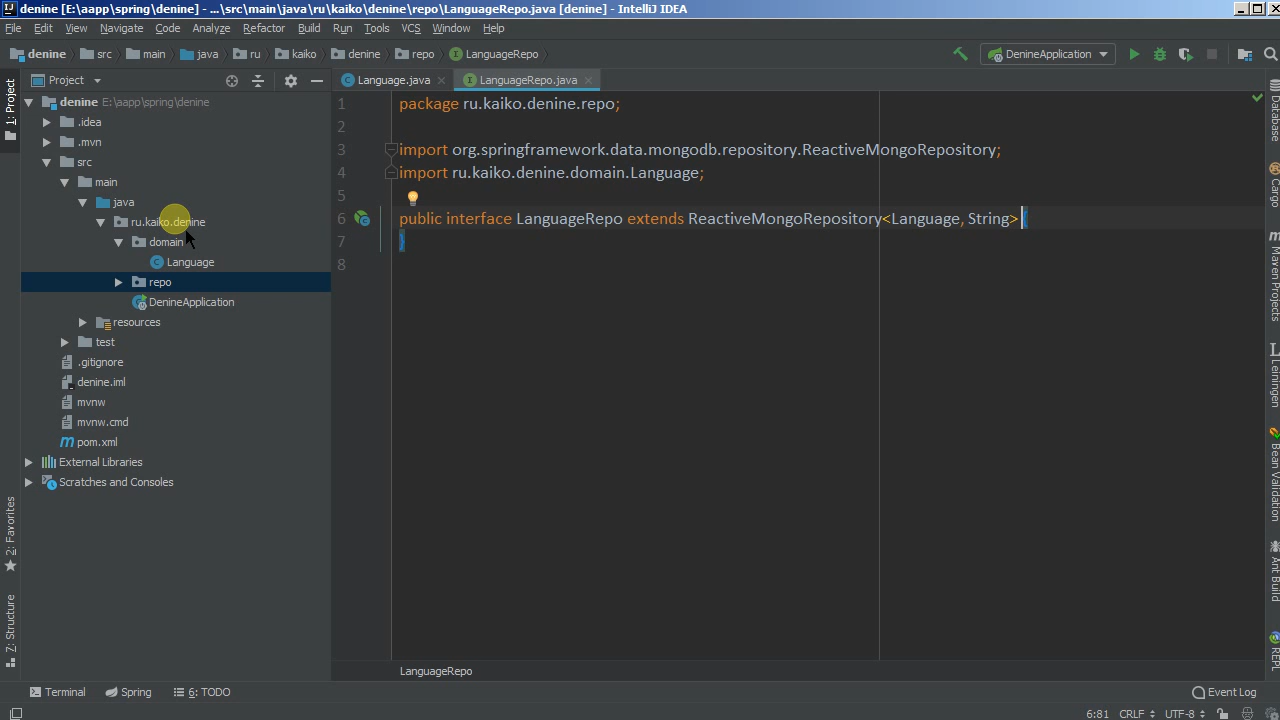 denine [E:\aapp\spring\denine] - ...\src\main\java\ru\kaiko\denine\repo\LanguageRepo.java [denine] - IntelliJ IDEA
File Edit View Navigate Code Analyze Refactor Build Run Tools VCS Window Help
denine src main java ru kaiko denine repo LanguageRepo DenineApplication
1: Project
Project
Language.java LanguageRepo.java
denine E:\aapp\spring\denine
.idea
.mvn
src
main
java
ru.kaiko.denine
domain
Language
repo
DenineApplication
resources
test
.gitignore
denine.iml
mvnw
mvnw.cmd
pom.xml
External Libraries
Scratches and Consoles
1 package ru.kaiko.denine.repo;
2
3 import org.springframework.data.mongodb.repository.ReactiveMongoRepository;
4 import ru.kaiko.denine.domain.Language;
5
6 public interface LanguageRepo extends ReactiveMongoRepository<Language, String> {
7 }
8
LanguageRepo
2: Favorites
Z: Structure
Database
Maven Projects
Leiningen
Bean Validation
Ant Build
REPL
Terminal Spring 6: TODO Event Log
6:81 CRLF UTF-8